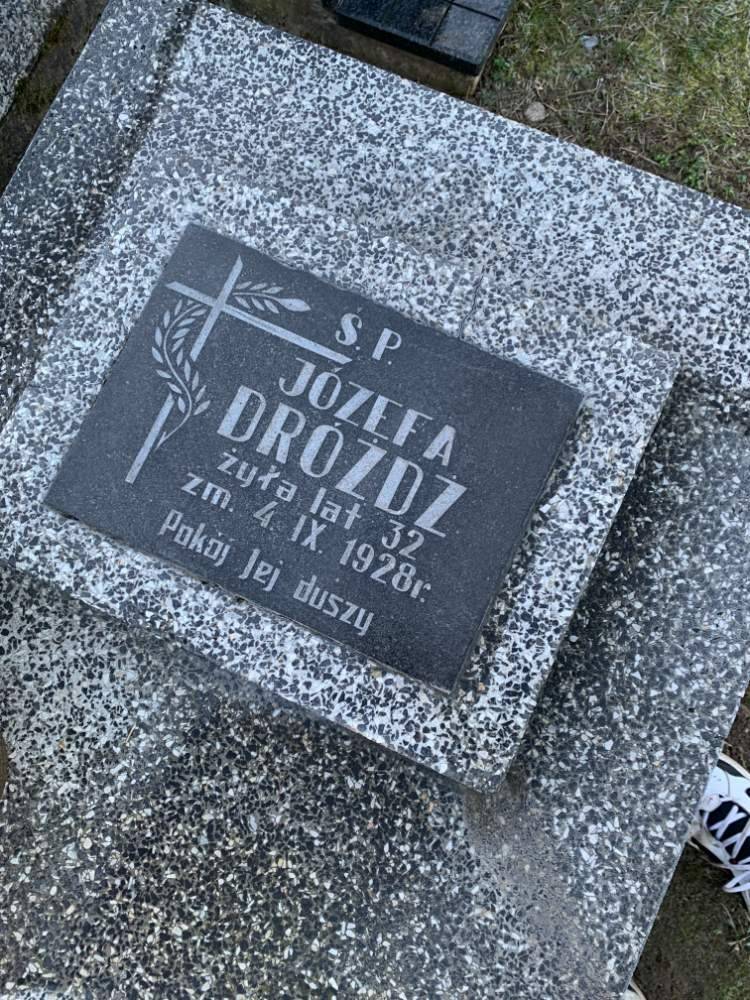 Ś.P.
JÓZEFA
DRÓŻDŻ
żyła lat 32
zm. 4. IX. 1928r.
Pokój Jej duszy